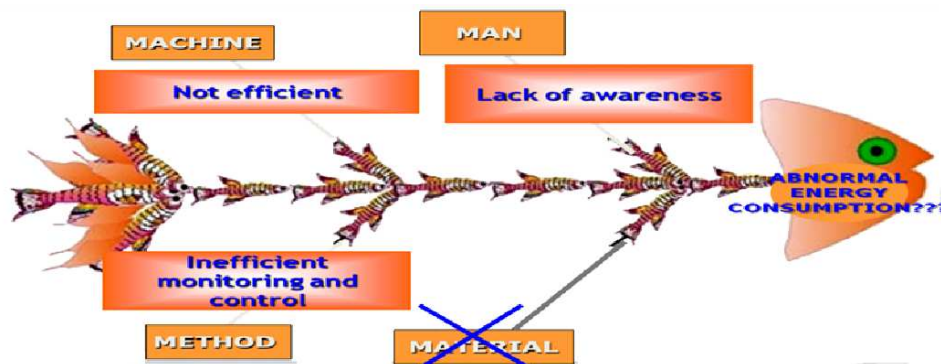 MACHINE
MAN
Not efficient
Lack of awareness
ABNORMAL
ENERGY
CONSUMPTION???
Inefficient
monitoring and
control
METHOD
MATERIAL